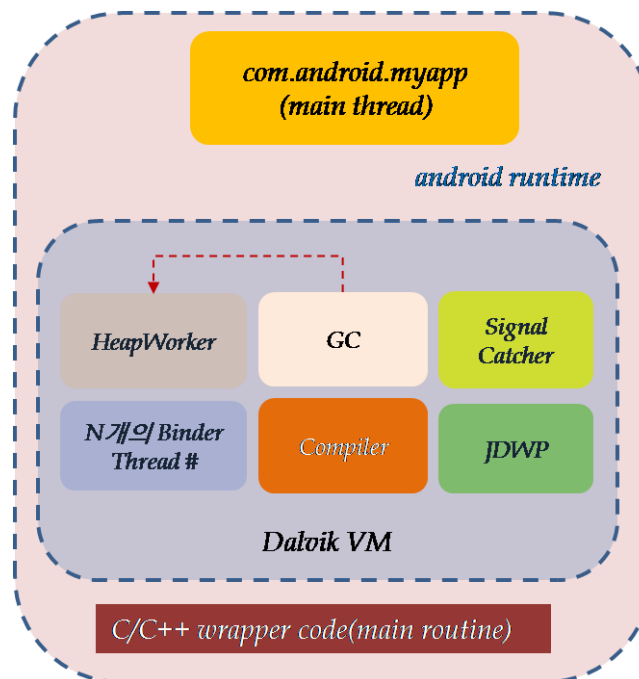 com.android.myapp
(main thread)
android runtime
HeapWorker
GC
Signal
Catcher
N개의 Binder
Thread #
Compiler
JDWP
Dalvik VM
C/C++ wrapper code(main routine)